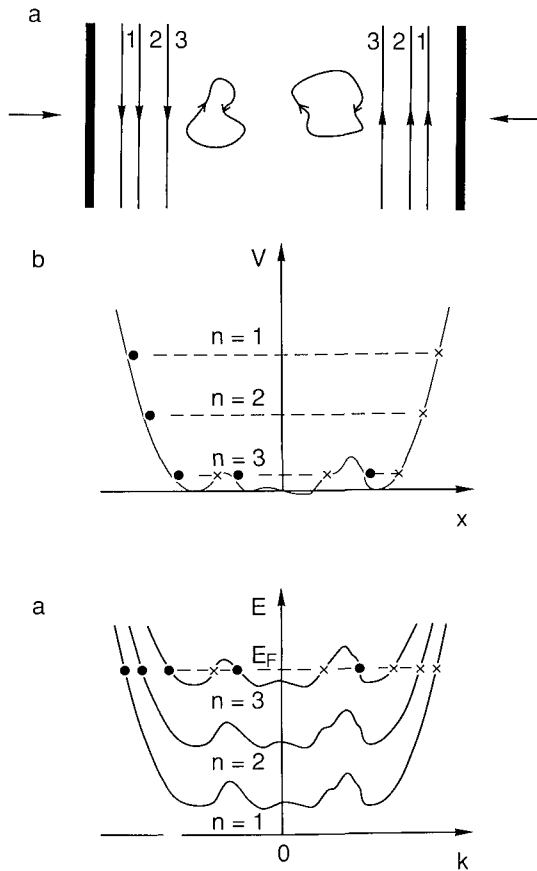 a
1 2 3
3 2 1
b
V
n = 1
n = 2
n = 3
x
a
E
E_F
n = 3
n = 2
n = 1
0
k